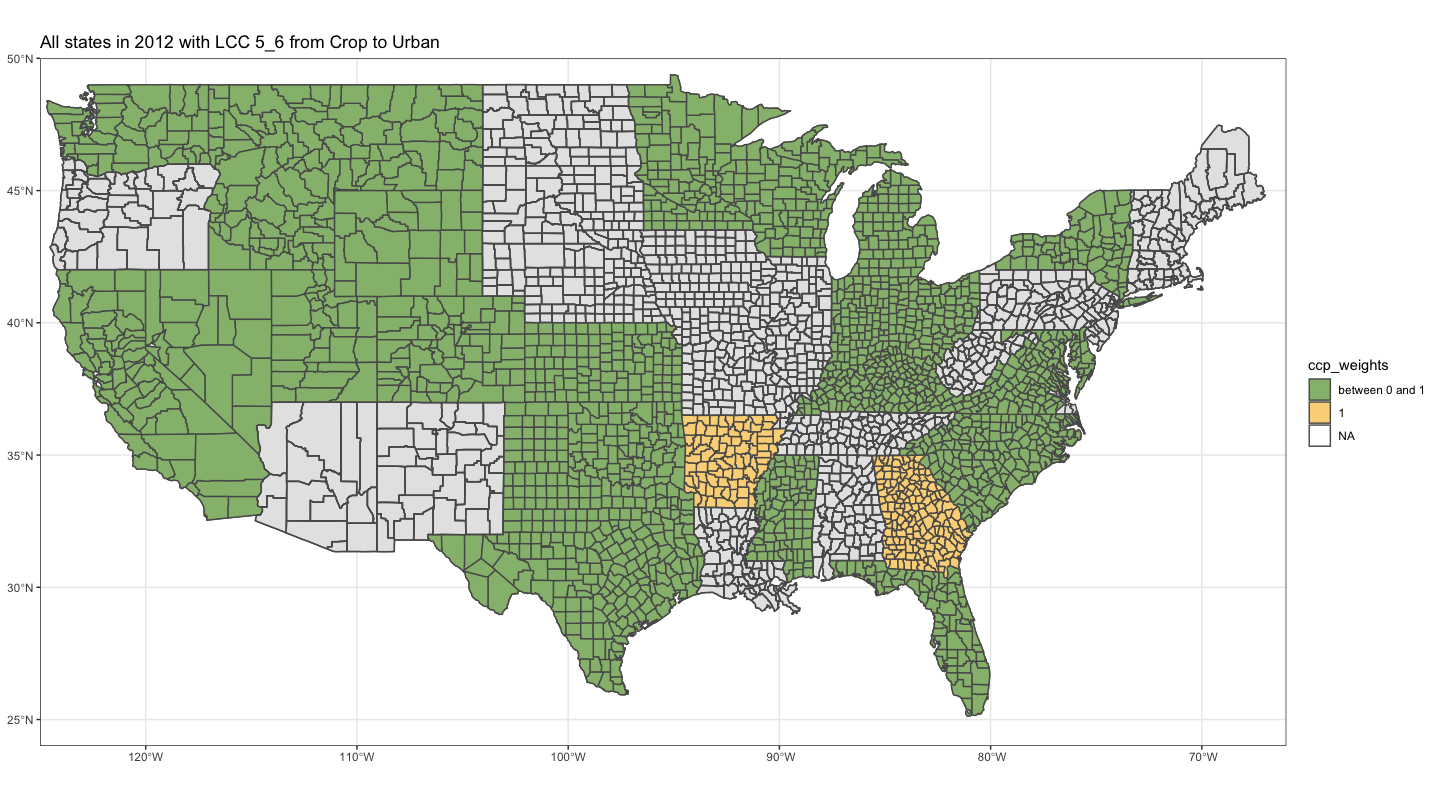 All states in 2012 with LCC 5_6 from Crop to Urban
50°N
45°N
40°N
35°N
30°N
25°N
120°W
110°W
100°W
90°W
80°W
70°W
ccp_weights
between 0 and 1
1
NA